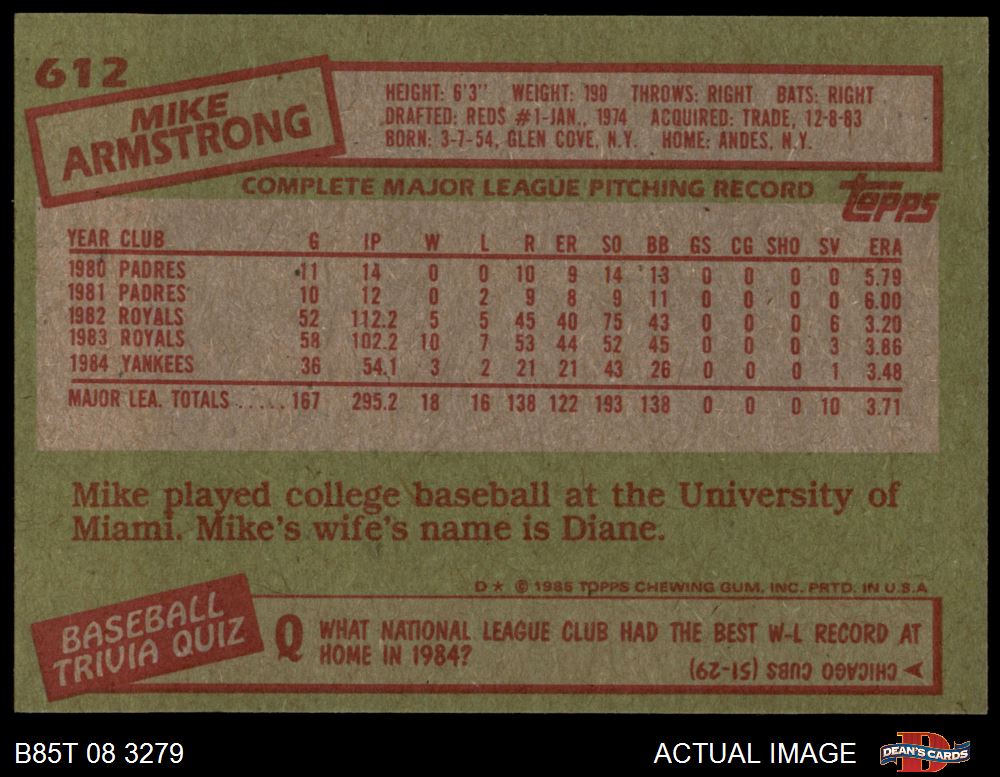 612
MIKE
ARMSTRONG
HEIGHT: 6'3" WEIGHT: 190 THROWS: RIGHT BATS: RIGHT
DRAFTED: REDS #1-JAN., 1974 ACQUIRED: TRADE, 12-8-83
BORN: 3-7-54, GLEN COVE, N.Y. HOME: ANDES, N.Y.
COMPLETE MAJOR LEAGUE PITCHING RECORD
topps
YEAR CLUB G IP W L R ER SO BB GS CG SHO SV ERA
1980 PADRES 11 14 0 0 10 9 14 13 0 0 0 0 5.79
1981 PADRES 10 12 0 2 9 8 9 11 0 0 0 0 6.00
1982 ROYALS 52 112.2 5 5 45 40 75 43 0 0 0 6 3.20
1983 ROYALS 58 102.2 10 7 53 44 52 45 0 0 0 3 3.86
1984 YANKEES 36 54.1 3 2 21 21 43 26 0 0 0 1 3.48
MAJOR LEA. TOTALS ..... 167 295.2 18 16 138 122 193 138 0 0 0 10 3.71
Mike played college baseball at the University of
Miami. Mike's wife's name is Diane.
D★ © 1985 TOPPS CHEWING GUM, INC. PRTD. IN U.S.A
BASEBALL
TRIVIA QUIZ
Q WHAT NATIONAL LEAGUE CLUB HAD THE BEST W-L RECORD AT
HOME IN 1984?
CHICAGO CUBS (51-29)
B85T 08 3279
ACTUAL IMAGE
DEAN'S CARDS